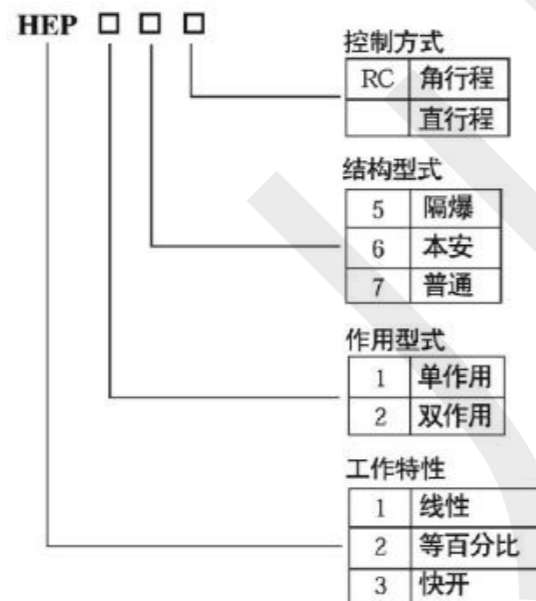 HEP □ □ □
控制方式
RC 角行程
直行程
结构型式
5 隔爆
6 本安
7 普通
作用型式
1 单作用
2 双作用
工作特性
1 线性
2 等百分比
3 快开